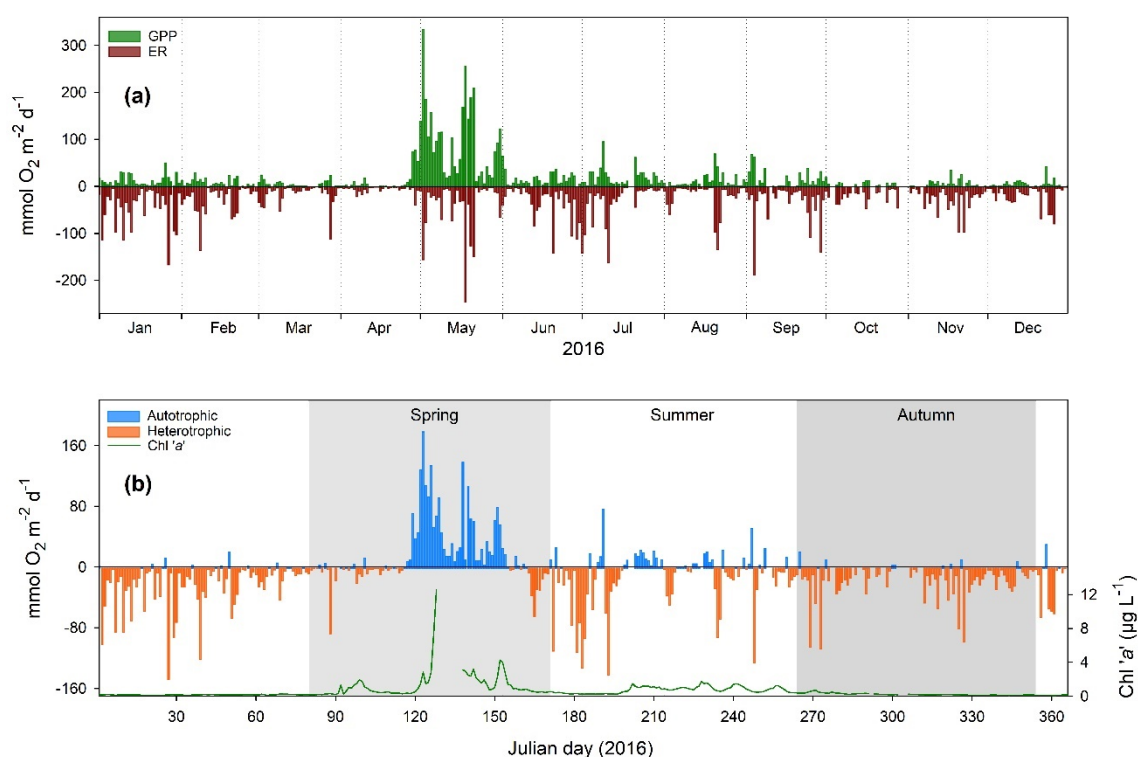 GPP
ER
(a)
mmol O2 m-2 d-1
300
200
100
0
-100
-200
Jan Feb Mar Apr May Jun Jul Aug Sep Oct Nov Dec
2016
Autotrophic
Heterotrophic
Chl 'a'
Spring Summer Autumn
(b)
mmol O2 m-2 d-1
160
80
0
-80
-160
12
8
4
0
Chl 'a' (µg L-1)
30 60 90 120 150 180 210 240 270 300 330 360
Julian day (2016)